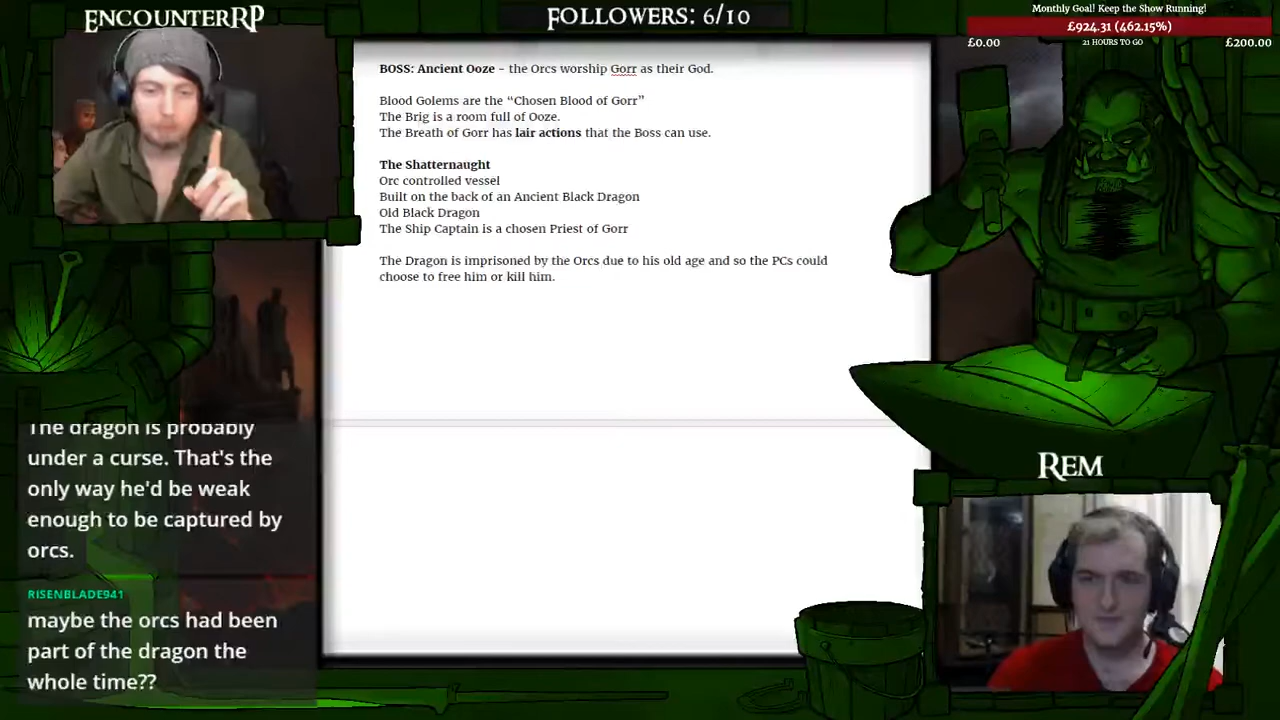 EncounterRP
Followers: 6/10
Monthly Goal! Keep the Show Running!
£924.31 (462.15%)
£0.00
21 HOURS TO GO
£200.00
BOSS: Ancient Ooze - the Orcs worship Gorr as their God.
Blood Golems are the “Chosen Blood of Gorr”
The Brig is a room full of Ooze.
The Breath of Gorr has lair actions that the Boss can use.
The Shatternaught
Orc controlled vessel
Built on the back of an Ancient Black Dragon
Old Black Dragon
The Ship Captain is a chosen Priest of Gorr
The Dragon is imprisoned by the Orcs due to his old age and so the PCs could
choose to free him or kill him.
The dragon is probably
under a curse. That's the
only way he'd be weak
enough to be captured by
orcs.
RISENBLADE941
maybe the orcs had been
part of the dragon the
whole time??
Rem